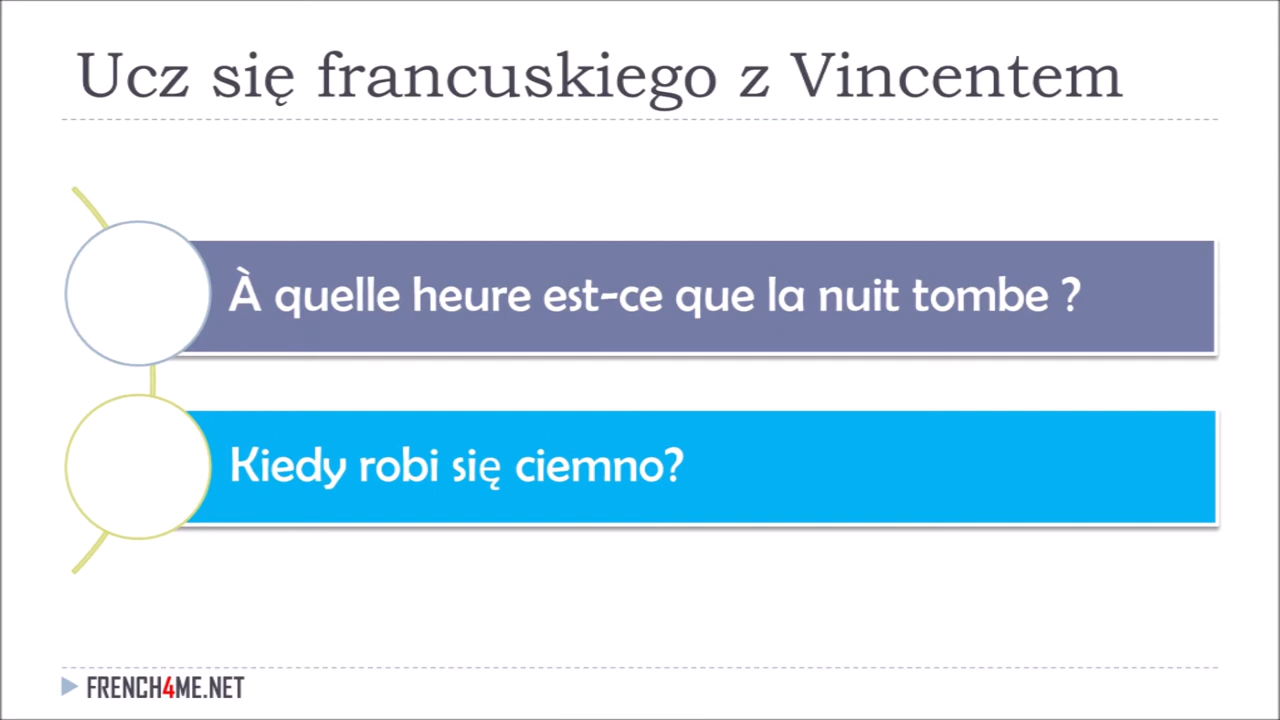 Ucz się francuskiego z Vincentem
À quelle heure est-ce que la nuit tombe ?
Kiedy robi się ciemno?
FRENCH4ME.NET